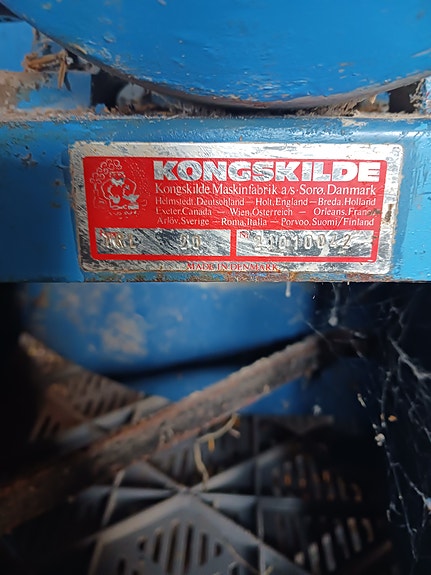 KONGSKILDE
Kongskilde Maskinfabrik a/s · Sorø, Danmark
Helmstedt, Deutschland — Holt, England — Breda, Holland
Exeter, Canada — Wien, Österreich — Orleans, France
Arlöv, Sverige — Roma, Italia — Porvoo, Suomi/Finland
MADE IN DENMARK